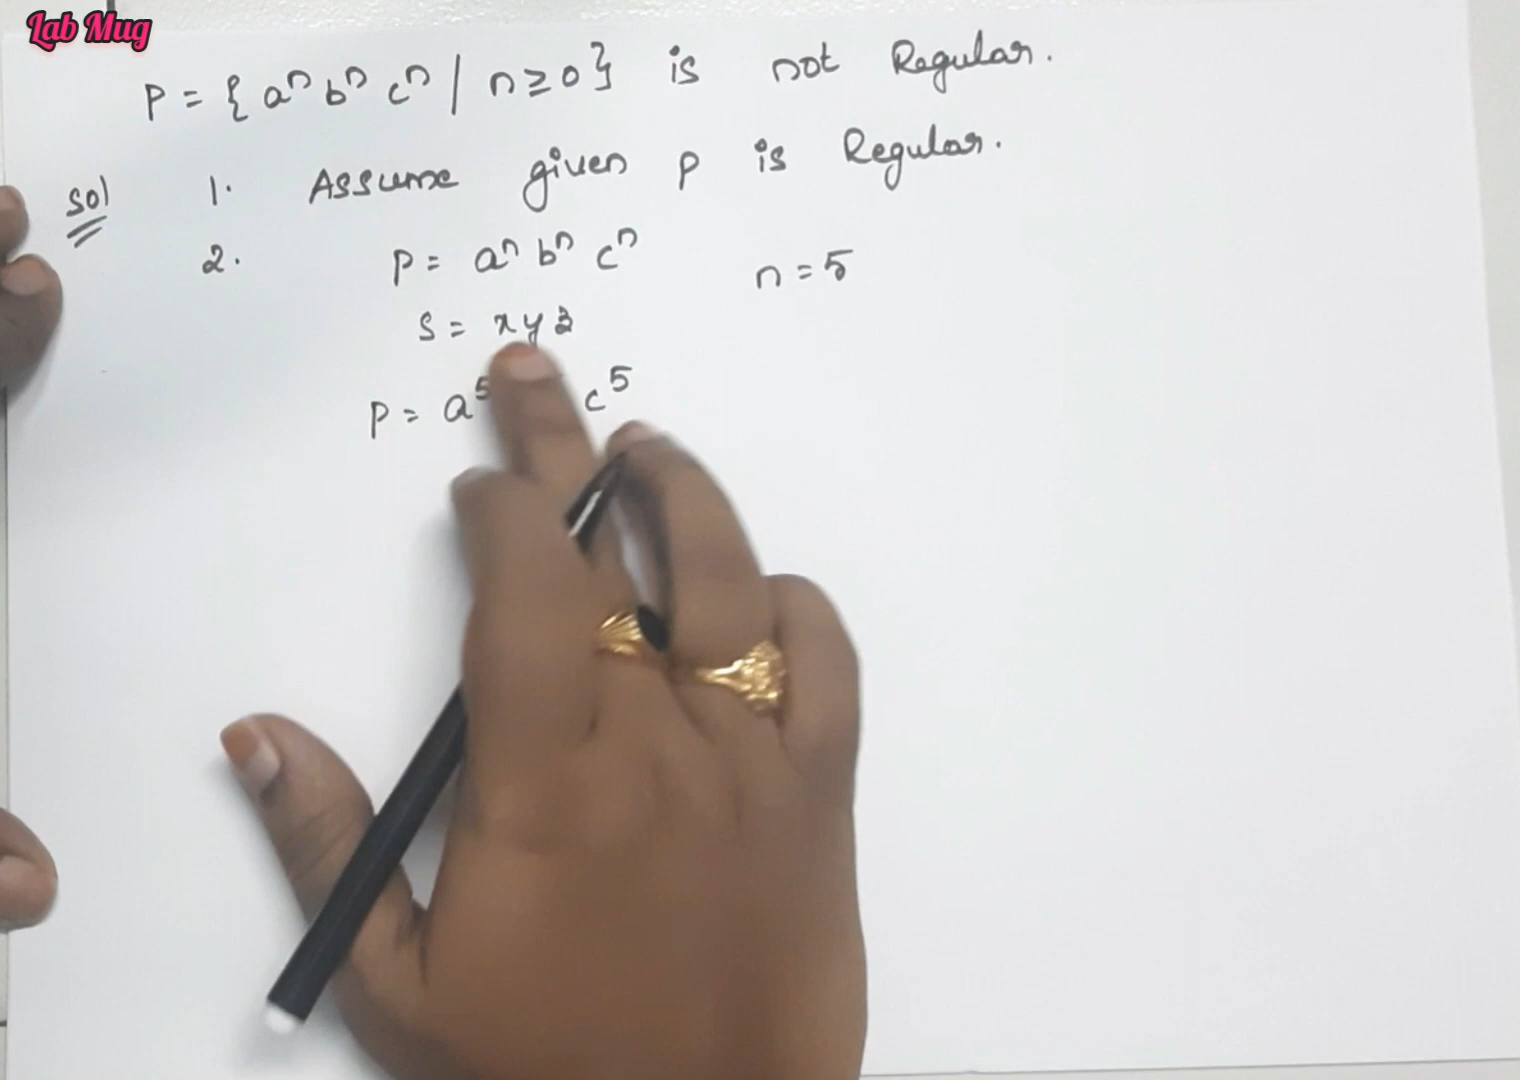 Lab Mug
P = { aⁿ bⁿ cⁿ / n ≥ 0 } is not Regular.
Sol 1. Assume given p is Regular.
2. P = aⁿ bⁿ cⁿ n = 5
S = xyz
P = a⁵ c⁵